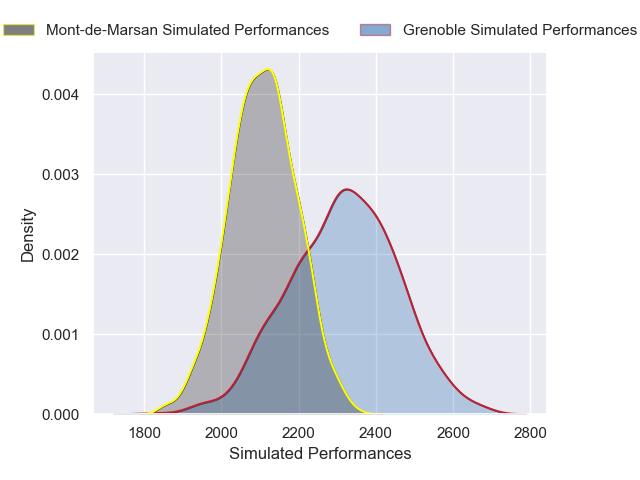 Mont-de-Marsan Simulated Performances Grenoble Simulated Performances
0.004
0.003
0.002
0.001
0.000
Density
1800 2000 2200 2400 2600 2800
Simulated Performances